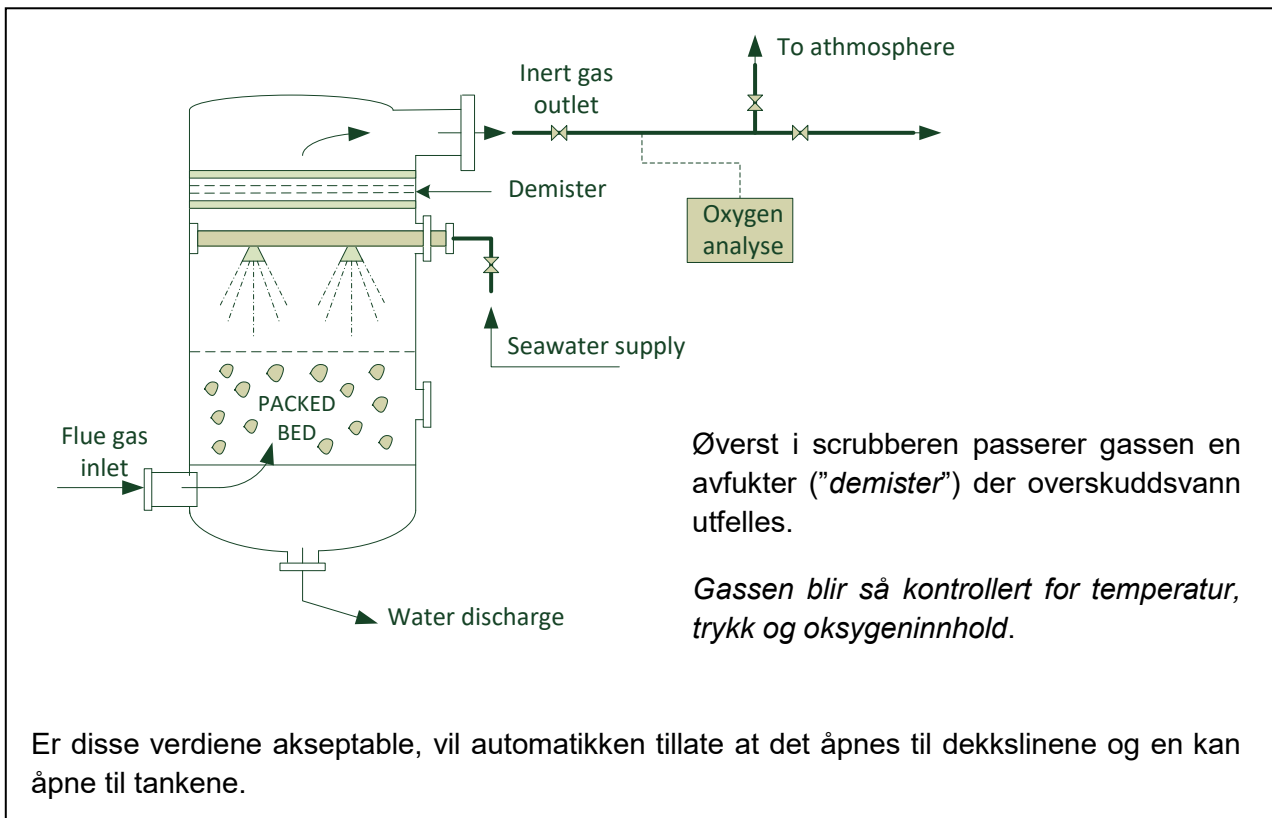 To athmosphere
Inert gas
outlet
Demister
Oxygen
analyse
Seawater supply
PACKED
BED
Flue gas
inlet
Water discharge
Øverst i scrubberen passerer gassen en
avfukter (”demister”) der overskuddsvann
utfelles.
Gassen blir så kontrollert for temperatur,
trykk og oksygeninnhold.
Er disse verdiene akseptable, vil automatikken tillate at det åpnes til dekkslinene og en kan
åpne til tankene.